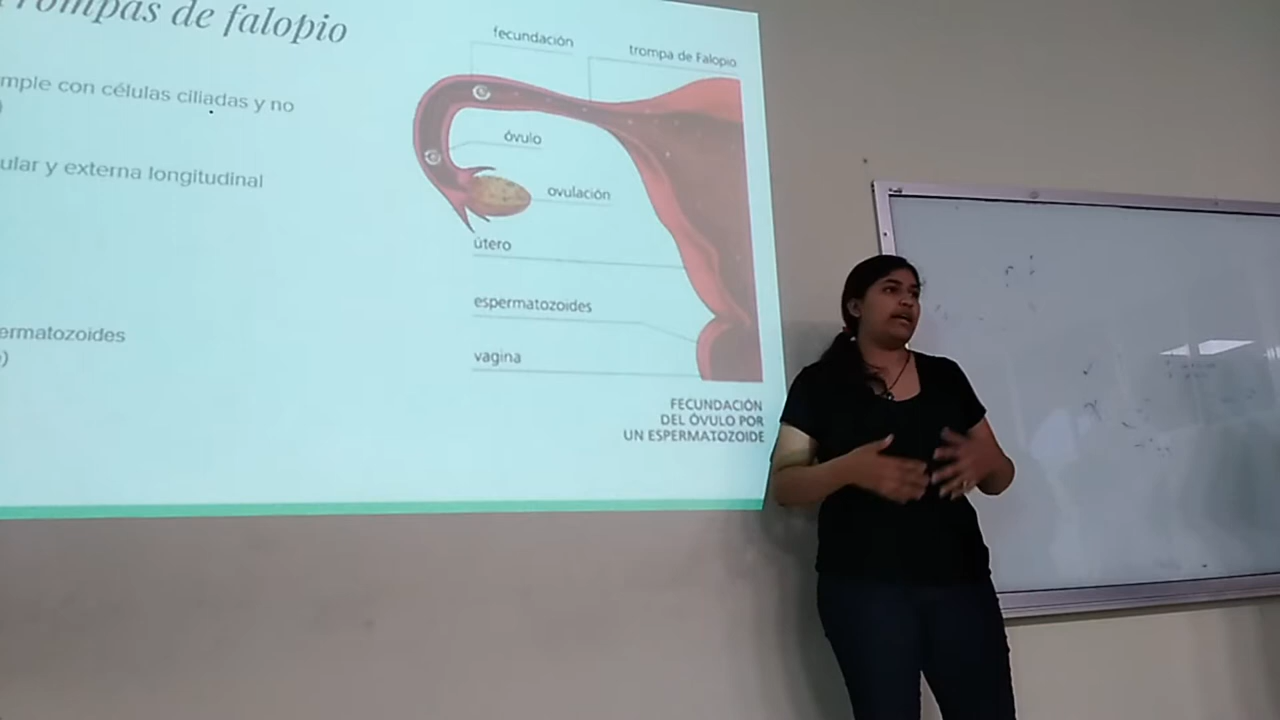 Trompas de falopio
mple con células ciliadas y no
)
ular y externa longitudinal
ermatozoides
)
fecundación
trompa de Falopio
óvulo
ovulación
útero
espermatozoides
vagina
FECUNDACIÓN
DEL ÓVULO POR
UN ESPERMATOZOIDE